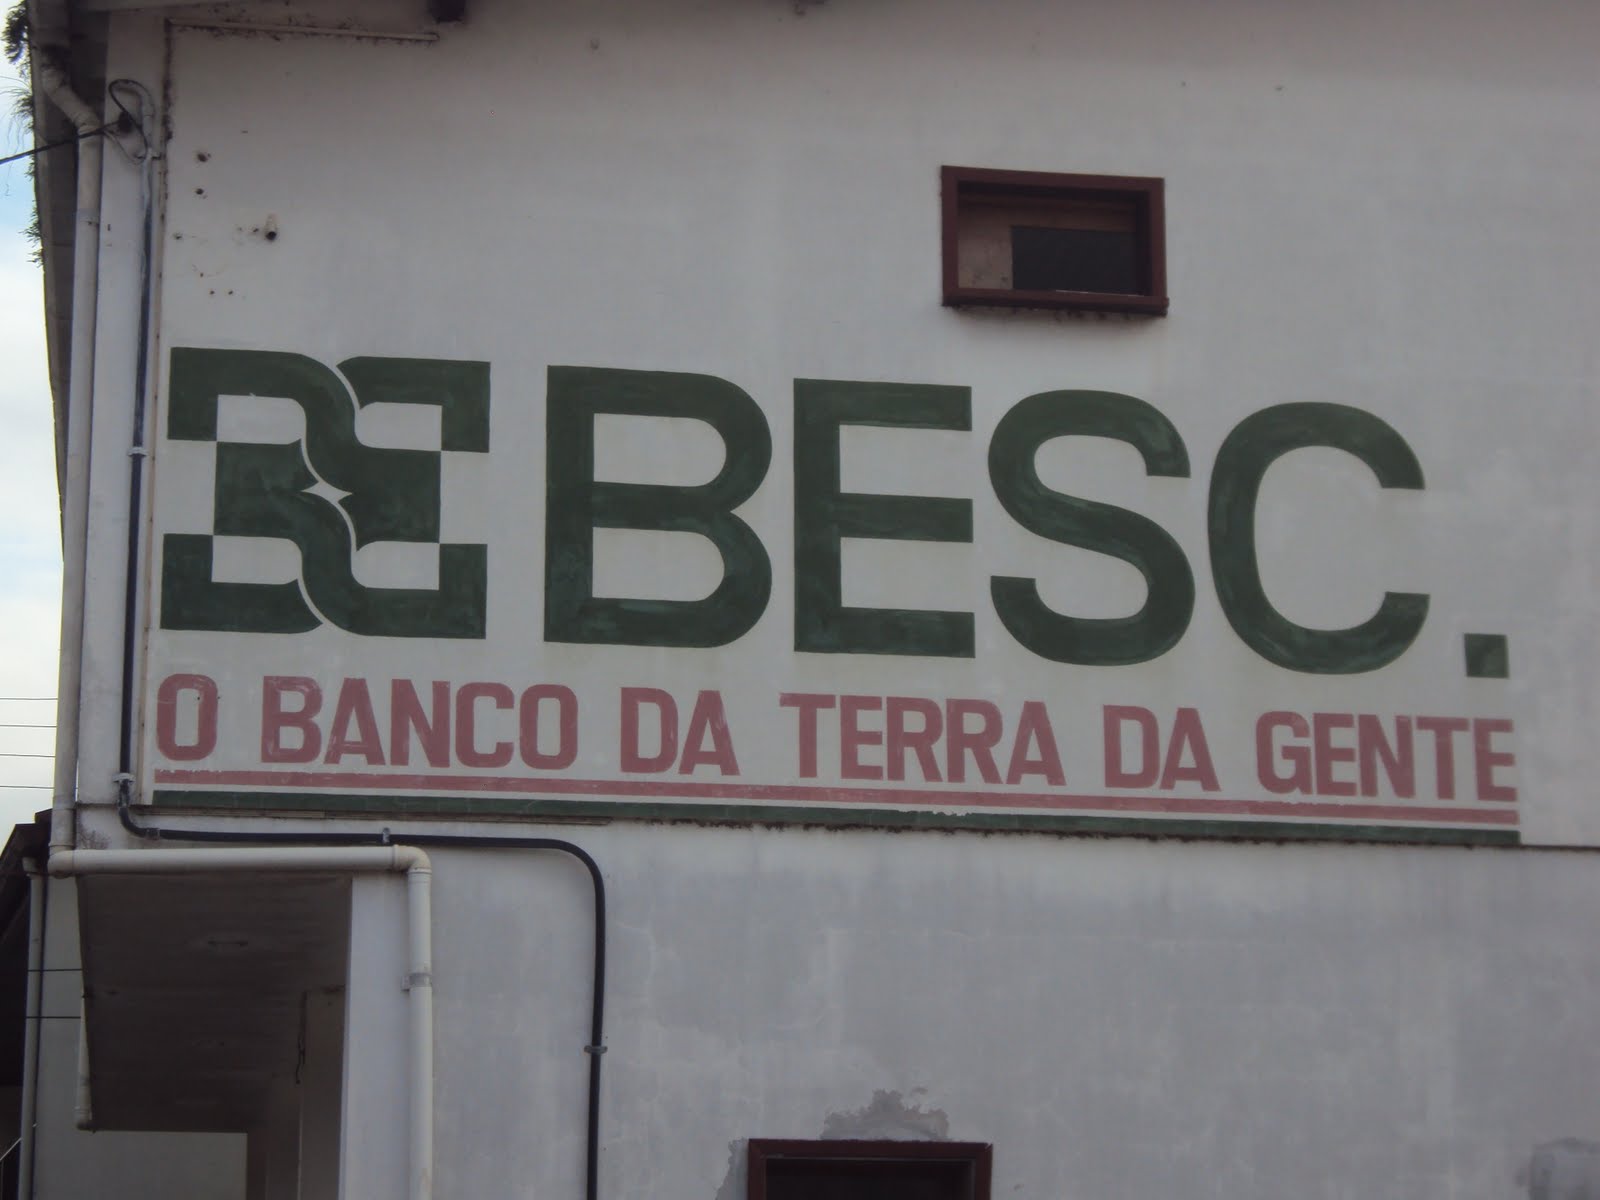 BESC.
O BANCO DA TERRA DA GENTE